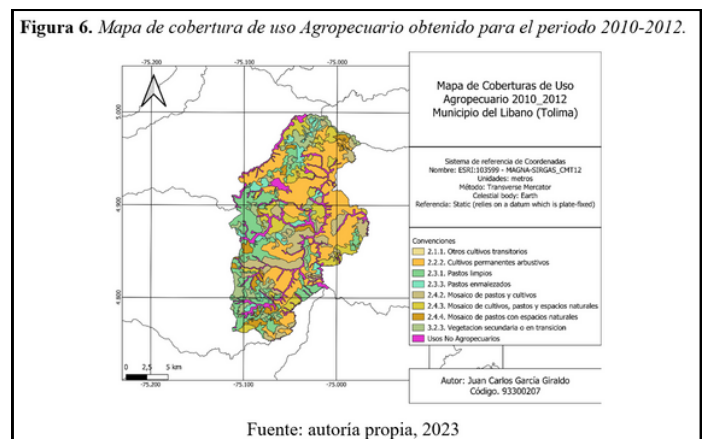 Figura 6. Mapa de cobertura de uso Agropecuario obtenido para el periodo 2010-2012.
-75.200
-75.100
-75.000
5.000
4.900
4.800
0 2,5 5 km
-75.200
-75.100
-75.000
Mapa de Coberturas de Uso
Agropecuario 2010_2012
Municipio del Libano (Tolima)
Sistema de referencia de Coordenadas
Nombre: ESRI:103599 - MAGNA-SIRGAS_CMT12
Unidades: metros
Método: Transverse Mercator
Celestial body: Earth
Referencia: Static (relies on a datum which is plate-fixed)
Convenciones
2.1.1. Otros cultivos transitorios
2.2.2. Cultivos permanentes arbustivos
2.3.1. Pastos limpios
2.3.3. Pastos enmalezados
2.4.2. Mosaico de pastos y cultivos
2.4.3. Mosaico de cultivos, pastos y espacios naturales
2.4.4. Mosaico de pastos con espacios naturales
3.2.3. Vegetacion secundaria o en transicion
Usos No Agropecuarios
Autor: Juan Carlos García Giraldo
Código. 93300207
Fuente: autoría propia, 2023